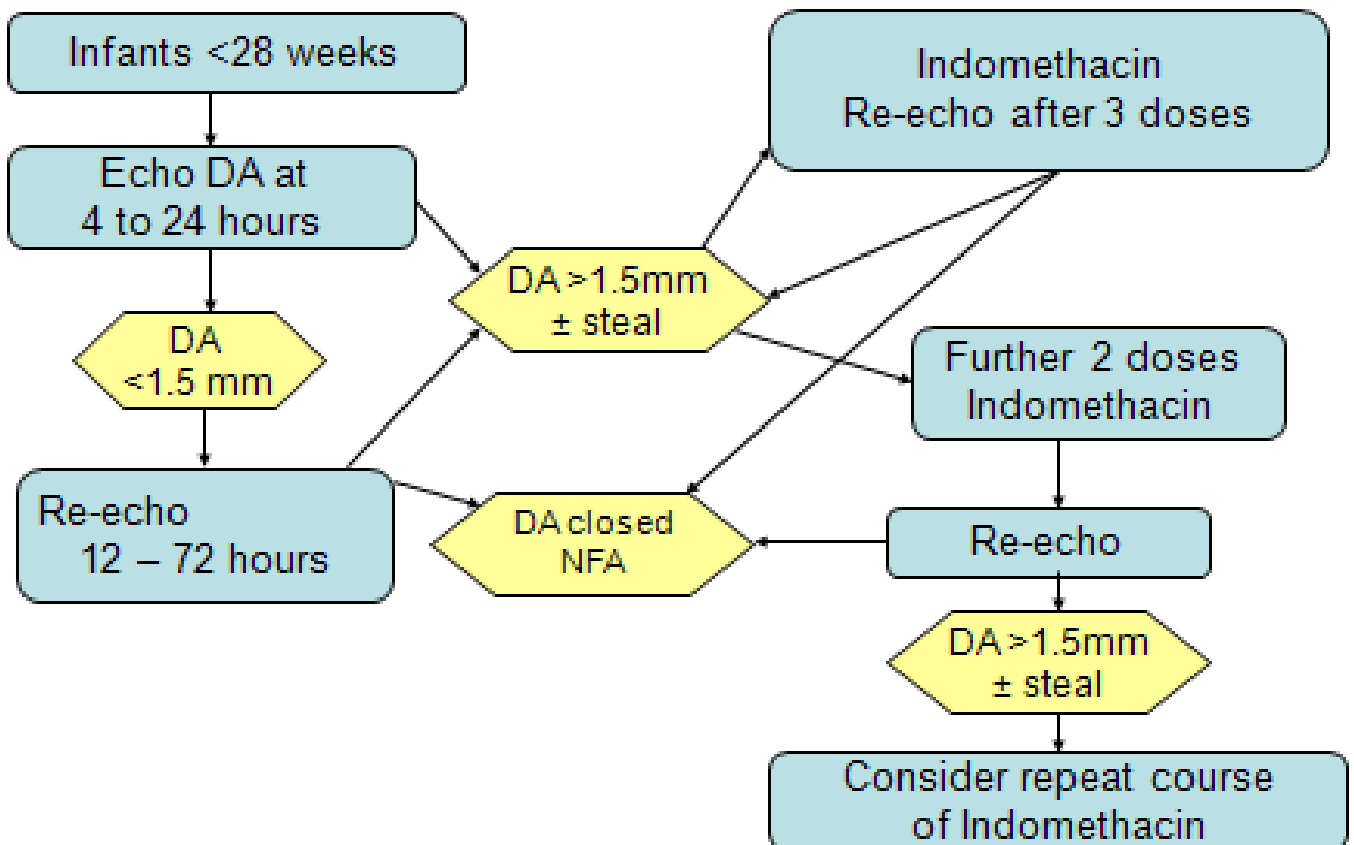 Infants <28 weeks
Echo DA at
4 to 24 hours
DA
<1.5 mm
Re-echo
12 – 72 hours
DA >1.5mm
± steal
DA closed
NFA
Indomethacin
Re-echo after 3 doses
Further 2 doses
Indomethacin
Re-echo
DA >1.5mm
± steal
Consider repeat course
of Indomethacin